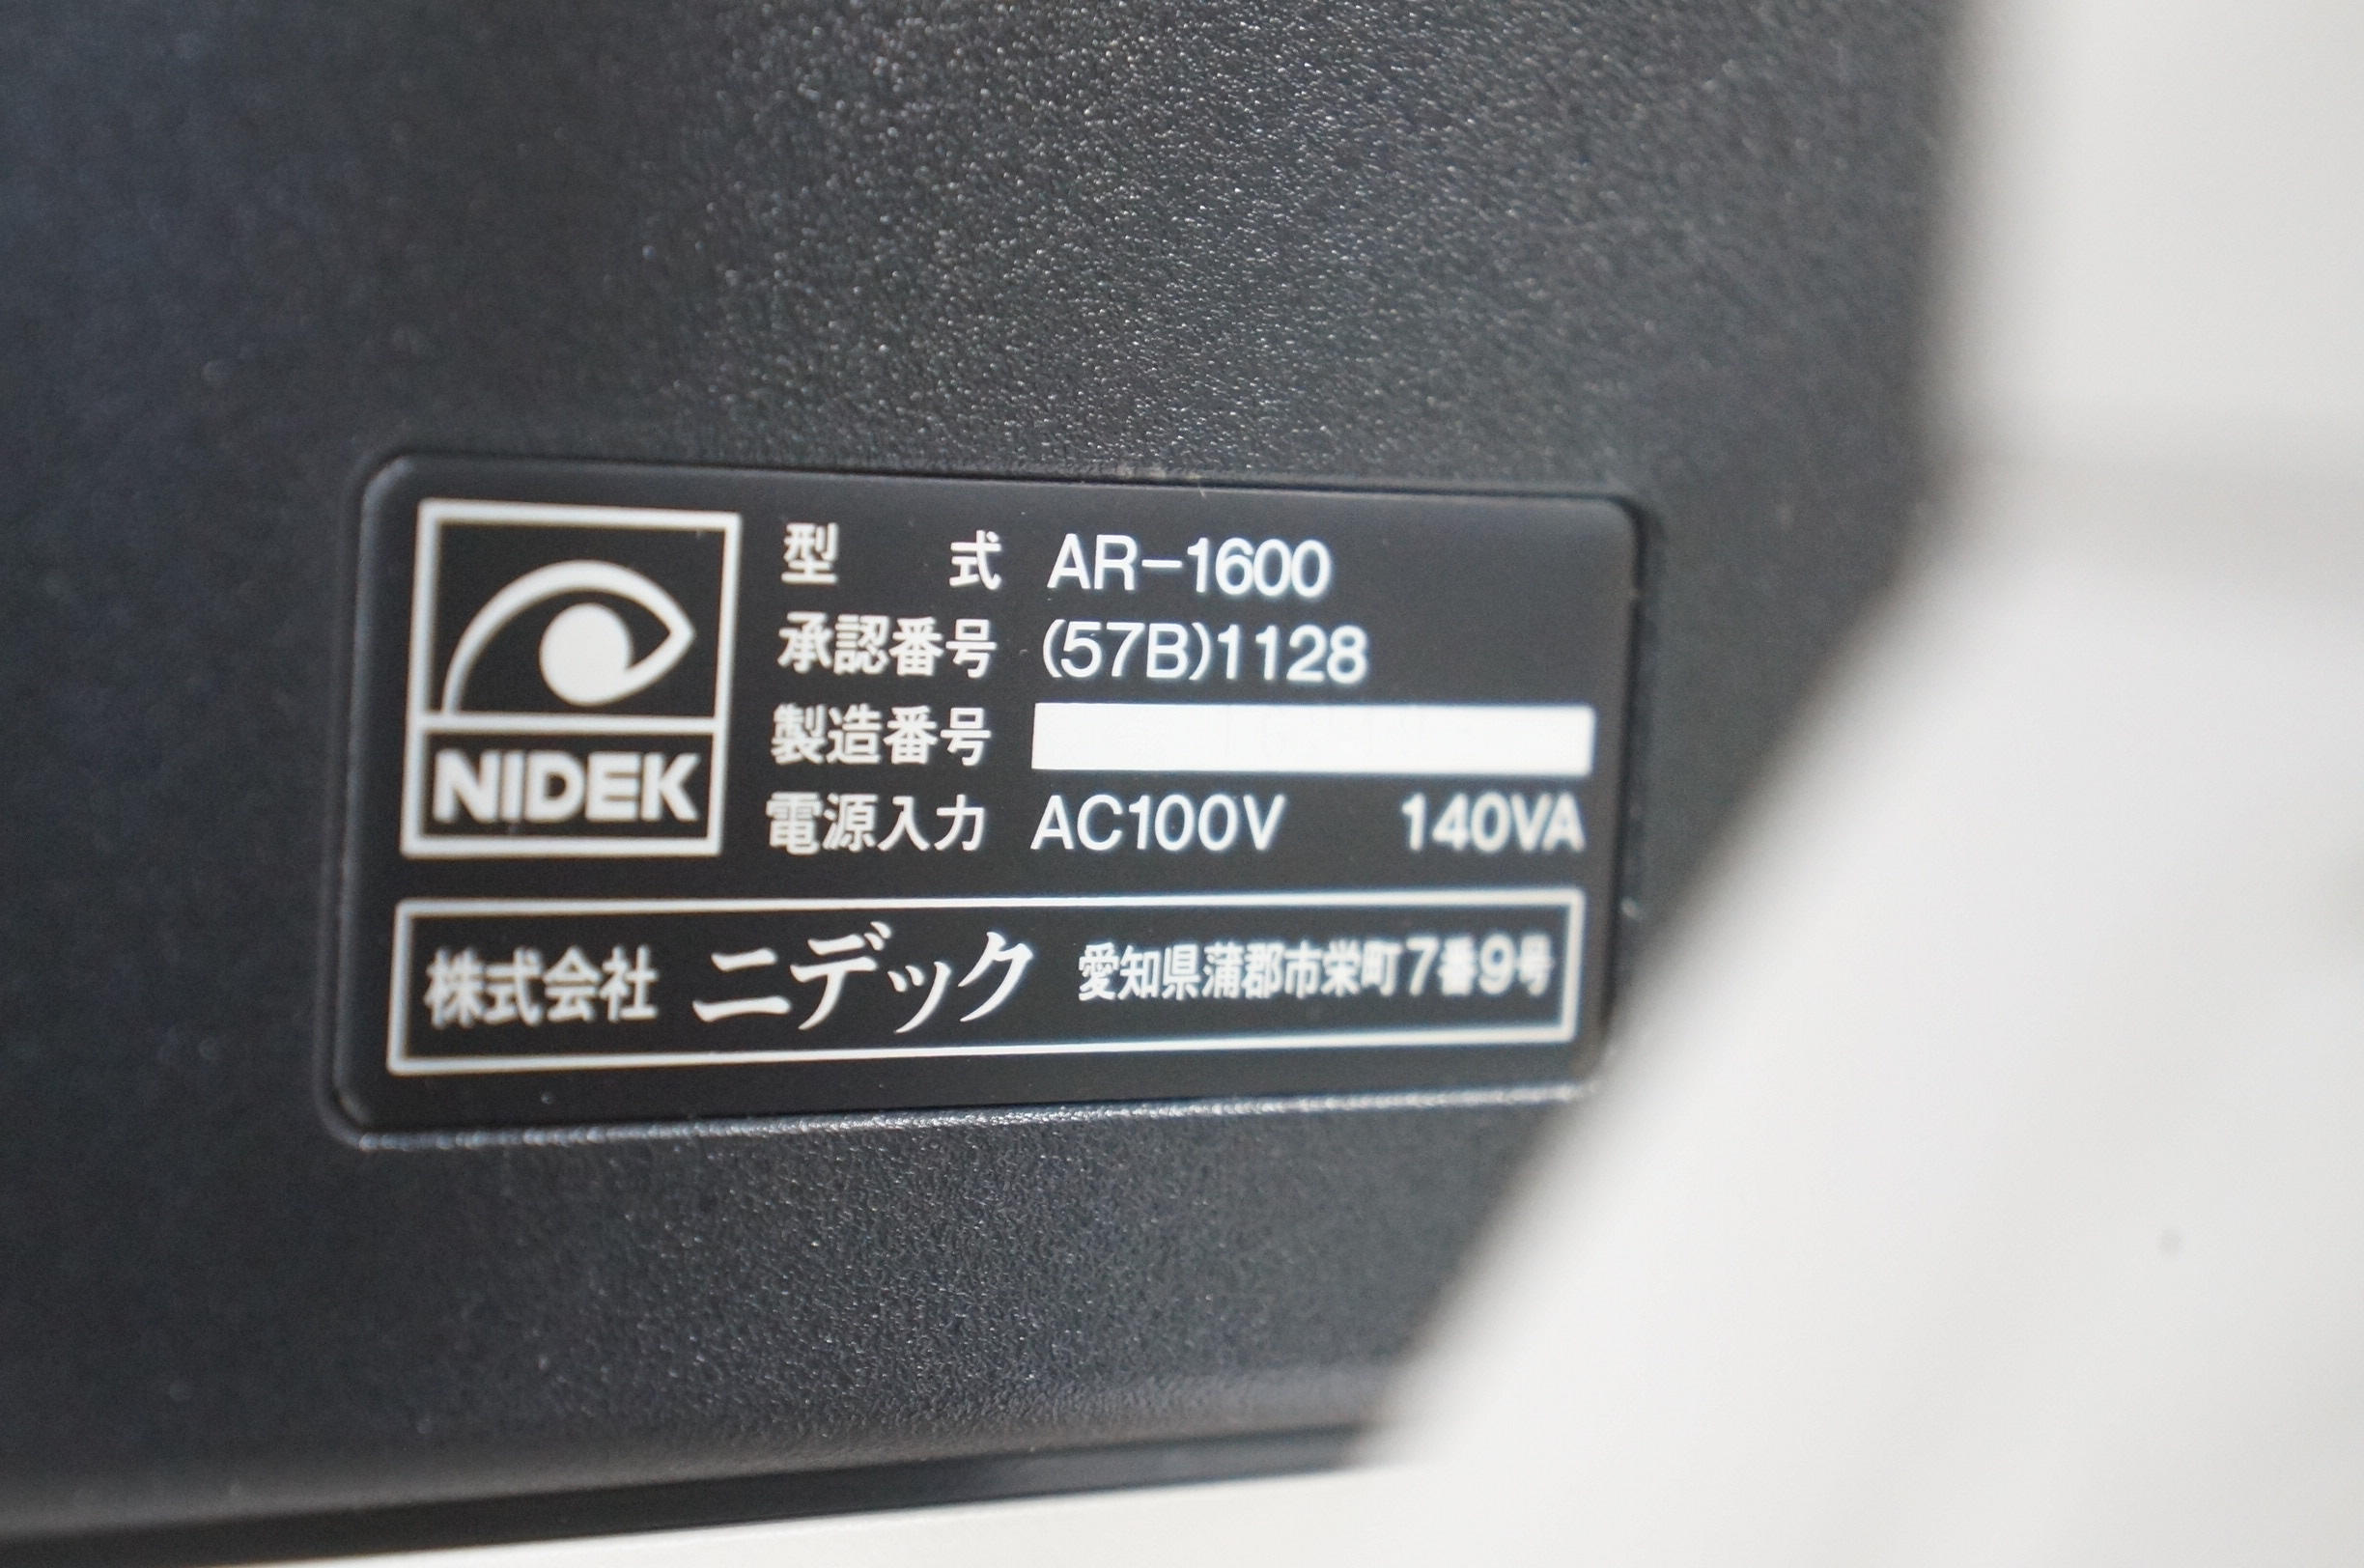 NIDEK
型 式 AR-1600
承認番号 (57B)1128
製造番号
電源入力 AC100V 140VA
株式会社 ニデック 愛知県蒲郡市栄町7番9号